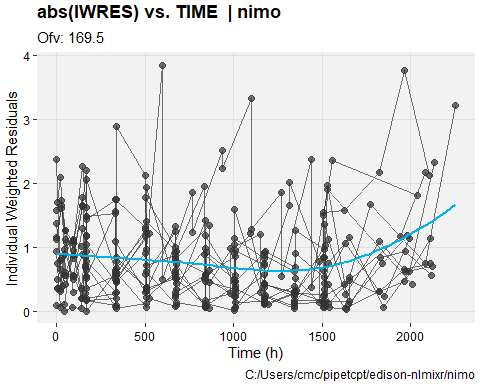 abs(IWRES) vs. TIME | nimo
Ofv: 169.5
Individual Weighted Residuals
4
3
2
1
0
0 500 1000 1500 2000
Time (h)
C:/Users/cmc/pipetcpt/edison-nlmixr/nimo